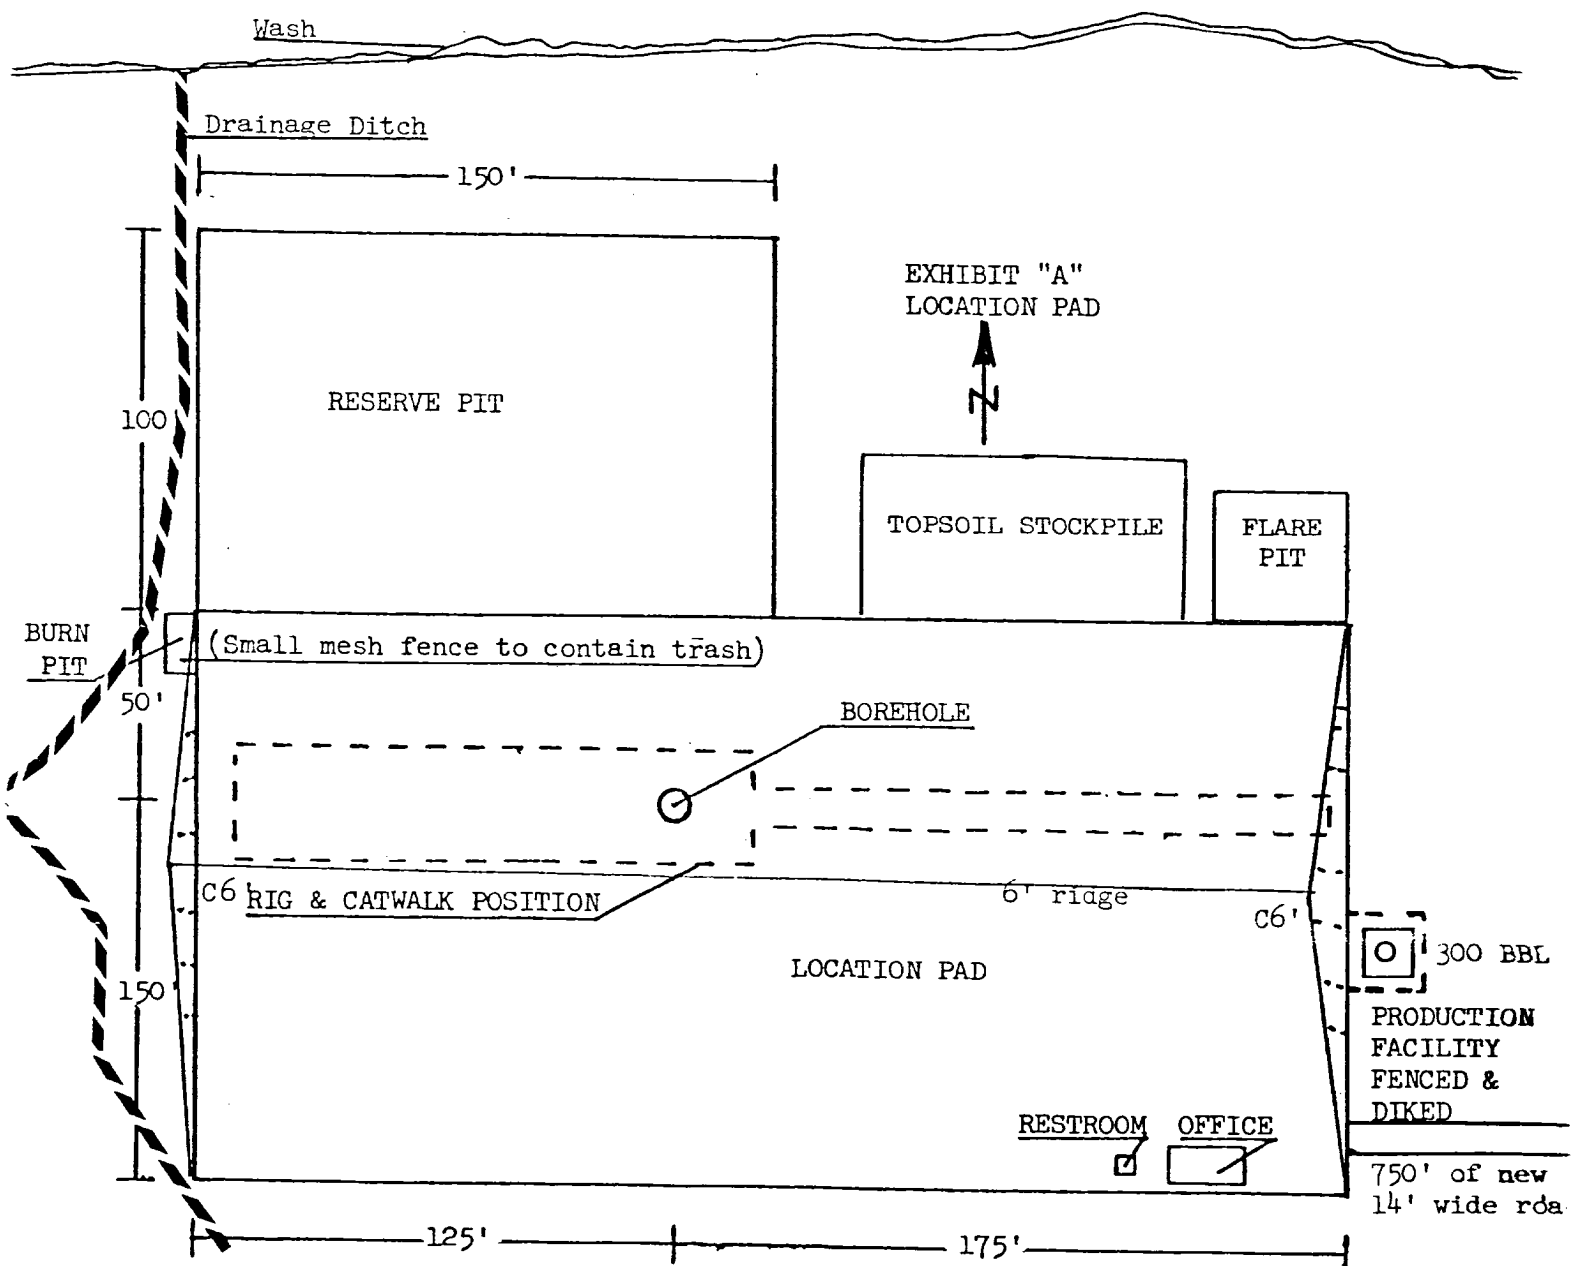 Wash
Drainage Ditch
150'
EXHIBIT "A"
LOCATION PAD
N
RESERVE PIT
100
TOPSOIL STOCKPILE
FLARE
PIT
BURN
PIT
(Small mesh fence to contain trash)
50'
BOREHOLE
C6'
RIG & CATWALK POSITION
6' ridge
C6'
300 BBL
LOCATION PAD
150'
PRODUCTION
FACILITY
FENCED &
DIKED
RESTROOM
OFFICE
750' of new
14' wide roa
125'
175'